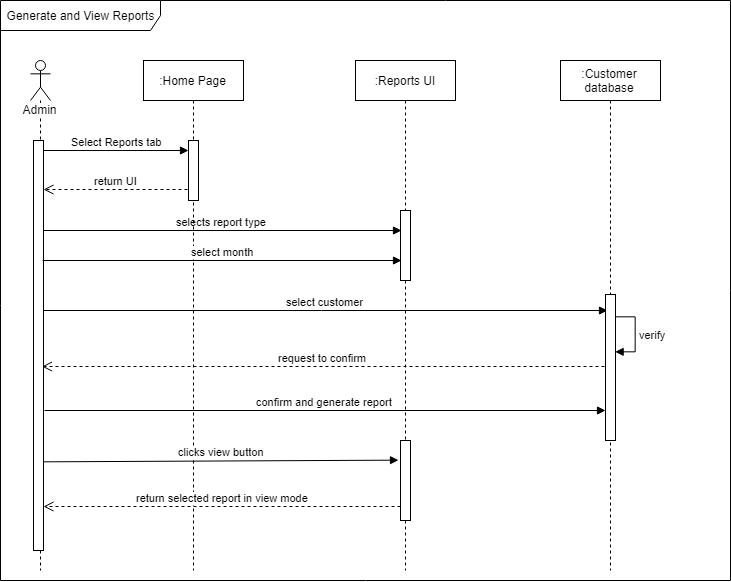 Generate and View Reports
:Home Page
:Reports UI
:Customer
database
Admin
Select Reports tab
return UI
selects report type
select month
select customer
verify
request to confirm
confirm and generate report
clicks view button
return selected report in view mode